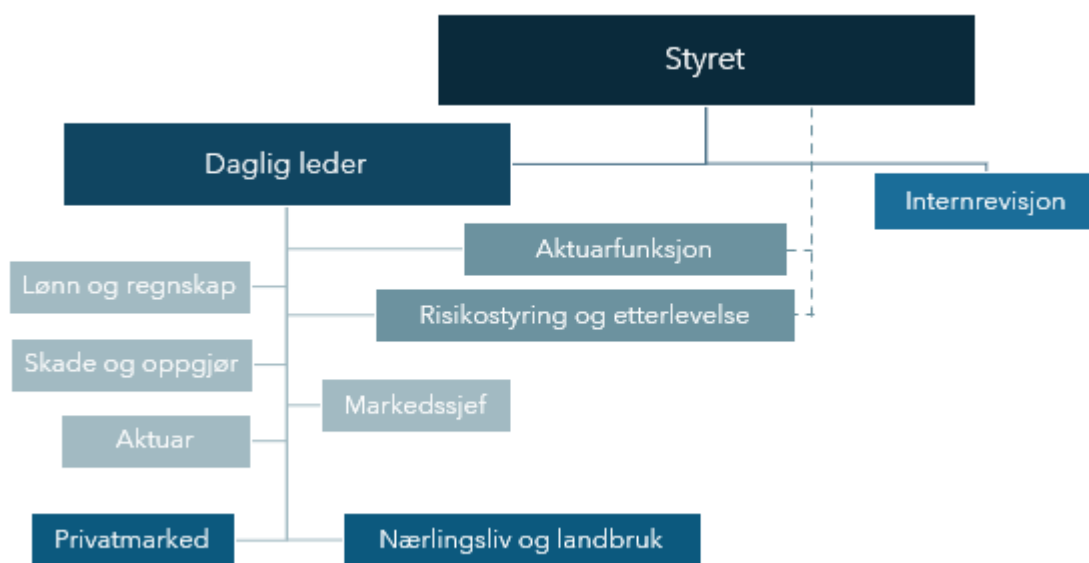 Styret
Daglig leder
Internrevisjon
Aktuarfunksjon
Lønn og regnskap
Risikostyring og etterlevelse
Skade og oppgjør
Markedssjef
Aktuar
Privatmarked
Nærlingsliv og landbruk